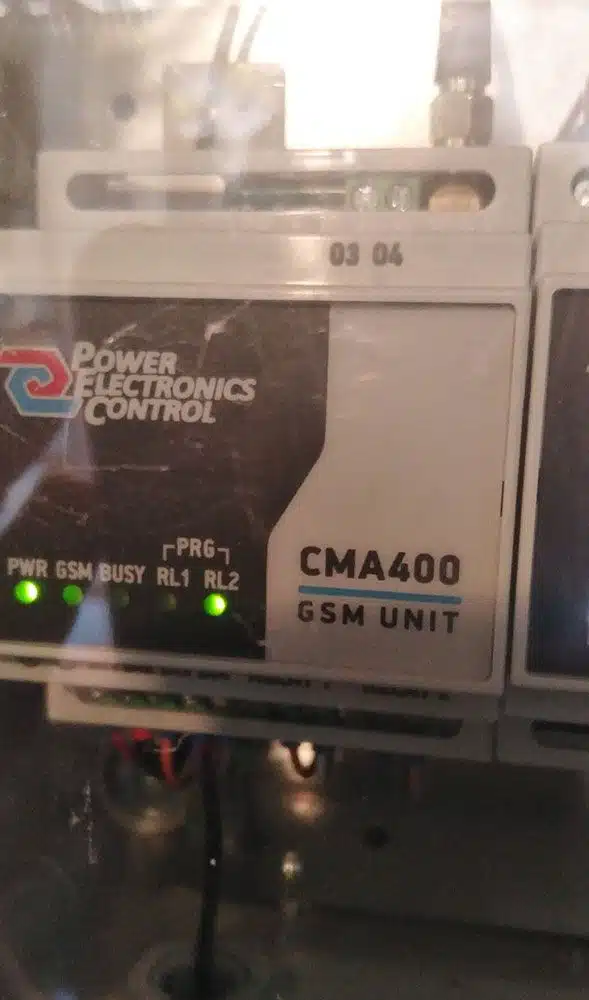 03 04
POWER
ELECTRONICS
CONTROL
PRG
PWR GSM BUSY RL1 RL2
CMA400
GSM UNIT